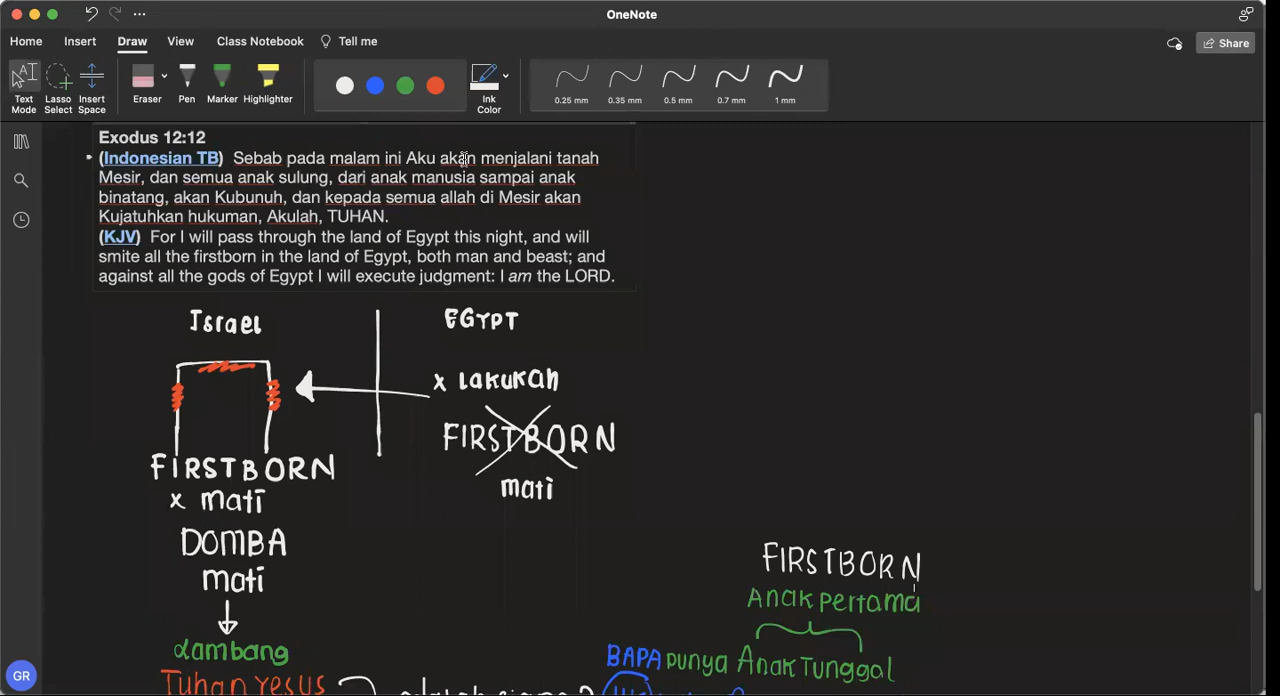 OneNote
Home Insert Draw View Class Notebook Tell me
Share
Text Mode
Lasso Select
Insert Space
Eraser
Pen
Marker
Highlighter
Ink Color
0.25 mm
0.35 mm
0.5 mm
0.7 mm
1 mm
Exodus 12:12
(Indonesian TB) Sebab pada malam ini Aku akan menjalani tanah
Mesir, dan semua anak sulung, dari anak manusia sampai anak
binatang, akan Kubunuh, dan kepada semua allah di Mesir akan
Kujatuhkan hukuman, Akulah, TUHAN.
(KJV) For I will pass through the land of Egypt this night, and will
smite all the firstborn in the land of Egypt, both man and beast; and
against all the gods of Egypt I will execute judgment: I am the LORD.
Israel
EGYPT
x Lakukan
FIRSTBORN
mati
FIRSTBORN
x mati
DOMBA
mati
Lambang
Tuhan Yesus
FIRSTBORN
Anak Pertama
BAPA Punya Anak Tunggal
GR